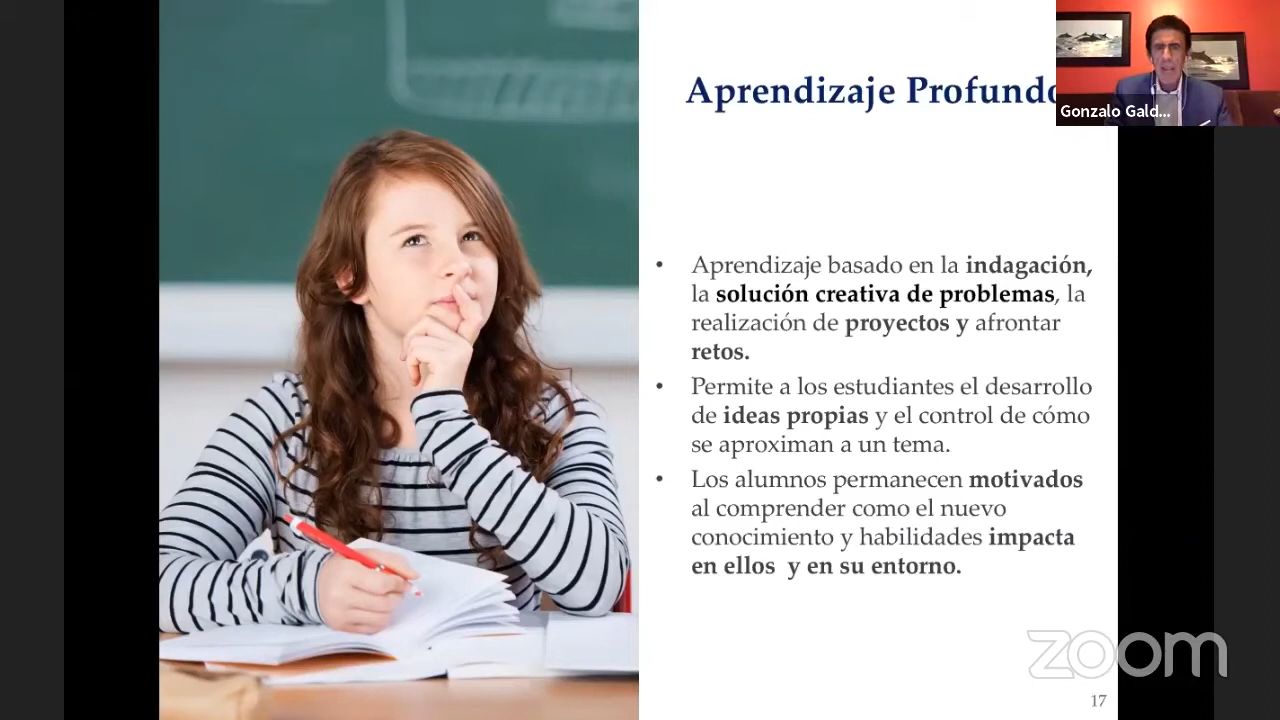 Aprendizaje Profundo
Gonzalo Gald...
Aprendizaje basado en la indagación,
la solución creativa de problemas, la
realización de proyectos y afrontar
retos.
Permite a los estudiantes el desarrollo
de ideas propias y el control de cómo
se aproximan a un tema.
Los alumnos permanecen motivados
al comprender como el nuevo
conocimiento y habilidades impacta
en ellos y en su entorno.
zoom
17